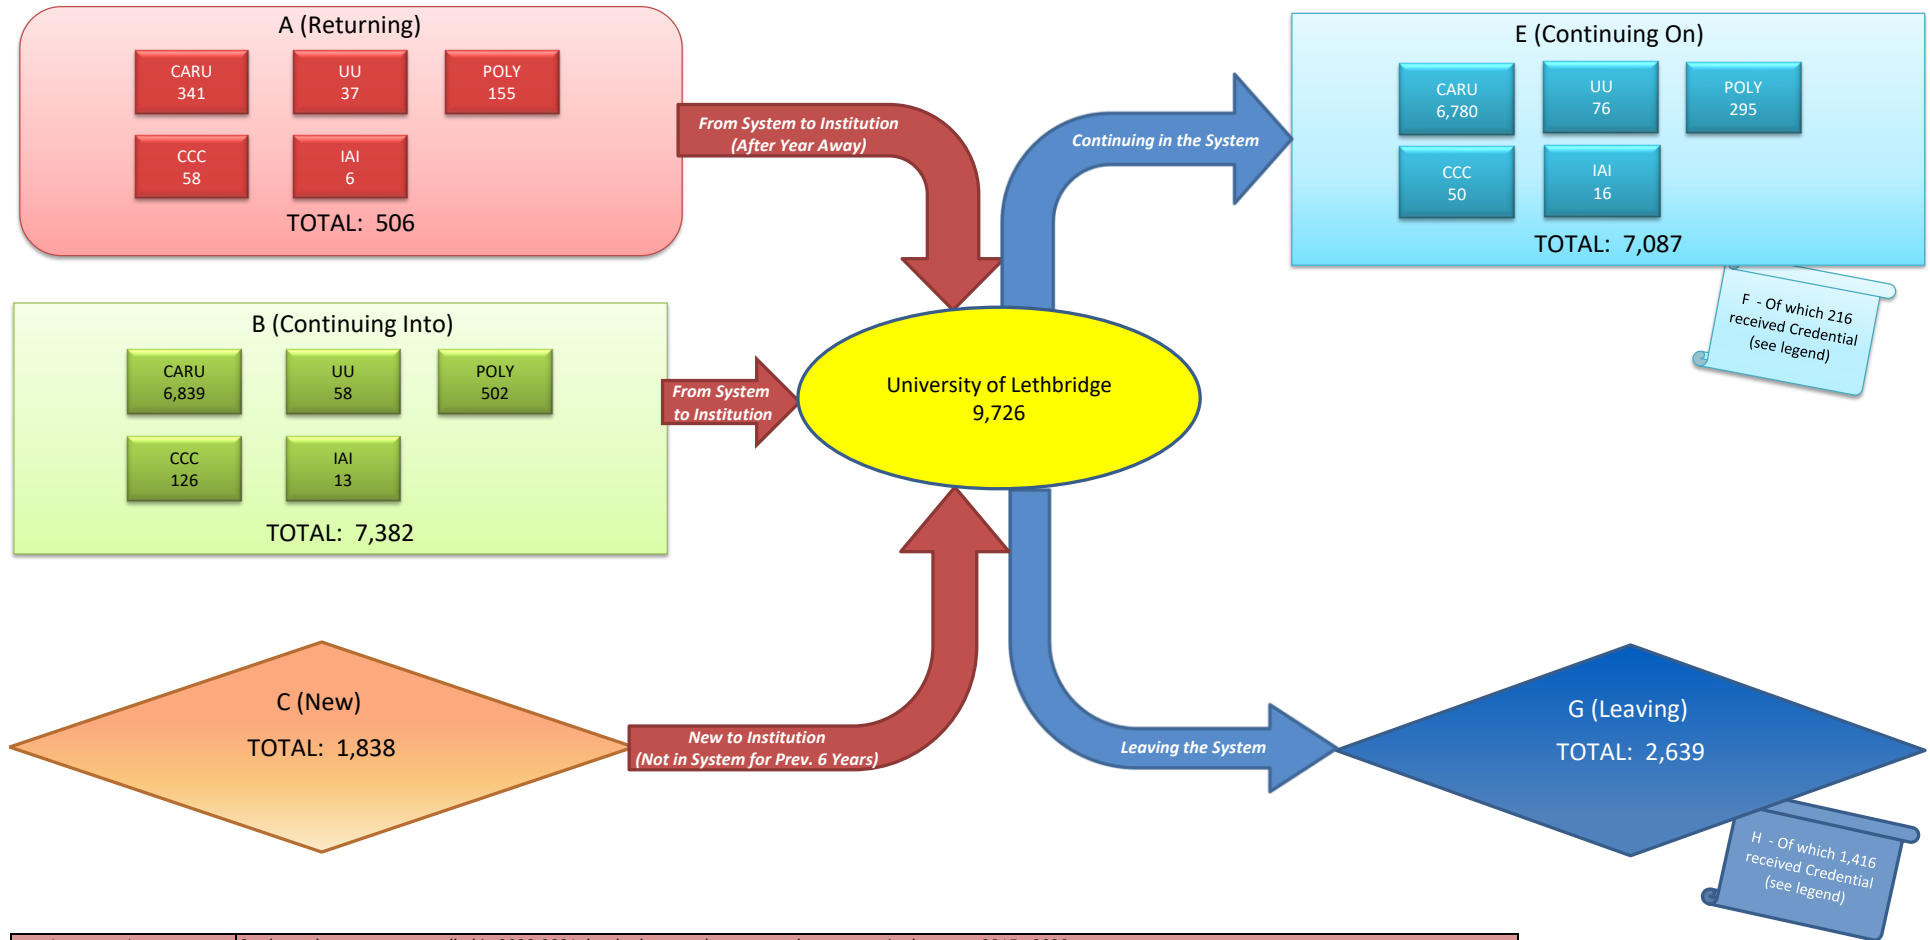 A (Returning)
CARU
341
UU
37
POLY
155
CCC
58
IAI
6
TOTAL: 506
From System to Institution
(After Year Away)
B (Continuing Into)
CARU
6,839
UU
58
POLY
502
CCC
126
IAI
13
TOTAL: 7,382
From System
to Institution
C (New)
TOTAL: 1,838
New to Institution
(Not in System for Prev. 6 Years)
University of Lethbridge
9,726
Continuing in the System
E (Continuing On)
CARU
6,780
UU
76
POLY
295
CCC
50
IAI
16
TOTAL: 7,087
F - Of which 216
received Credential
(see legend)
Leaving the System
G (Leaving)
TOTAL: 2,639
H - Of which 1,416
received Credential
(see legend)